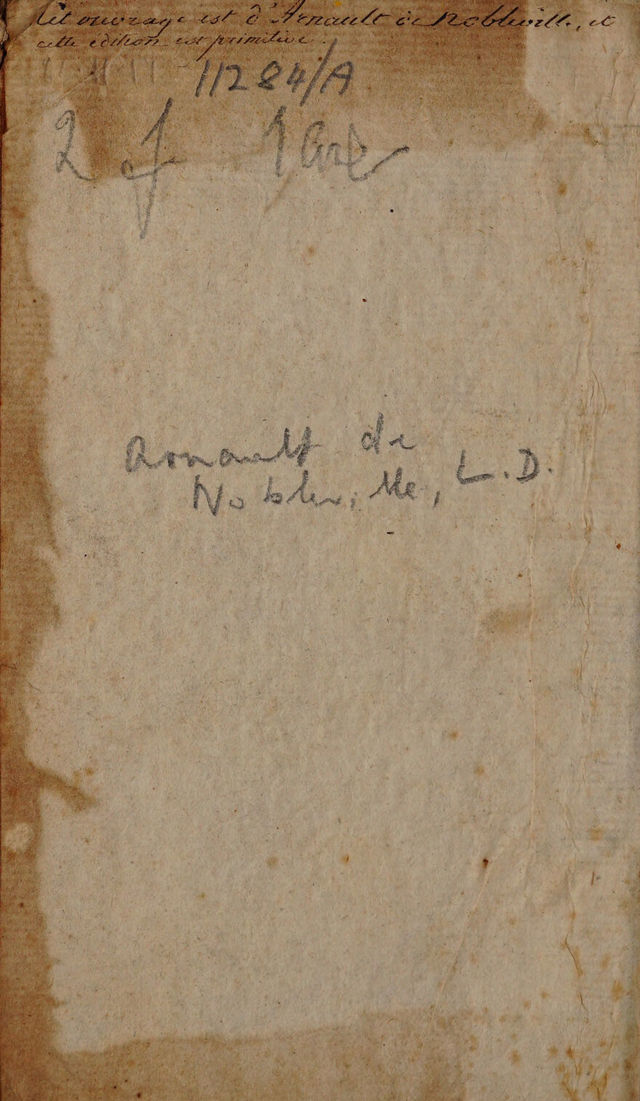 Cet ouvrage est d'Arnault de Nobleville, et
cette édition est primitive.
11284/A
2 f
Arnault de
Nobleville, L.D.